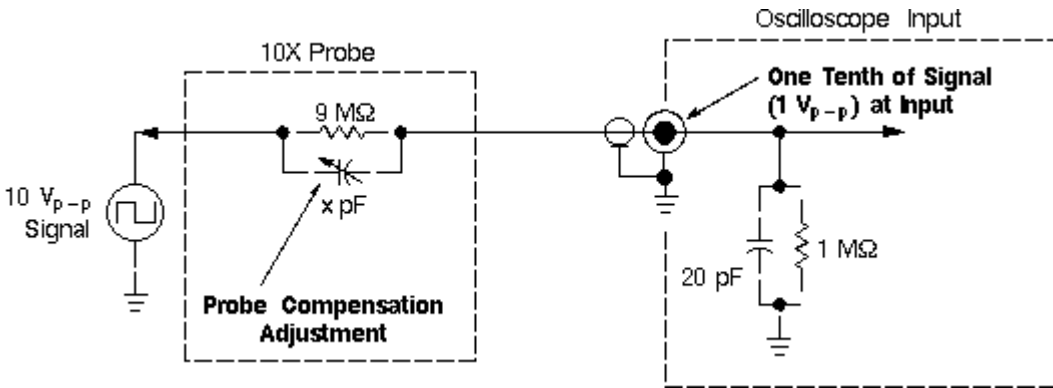 Oscilloscope Input
10X Probe
One Tenth of Signal
(1 Vp-p) at Input
9 MΩ
x pF
10 Vp-p
Signal
20 pF
1 MΩ
Probe Compensation
Adjustment